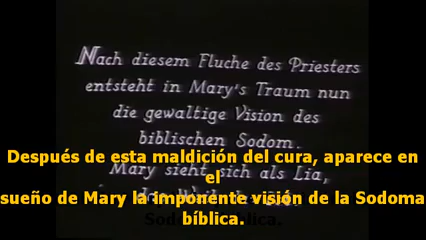 Nach diesem Fluche des Priesters
entsteht in Mary's Traum nun
die gewaltige Vision des
biblischen Sodom.
Mary sieht sich als Lia,
Después de esta maldición del cura, aparece en
el
sueño de Mary la imponente visión de la Sodoma
bíblica.